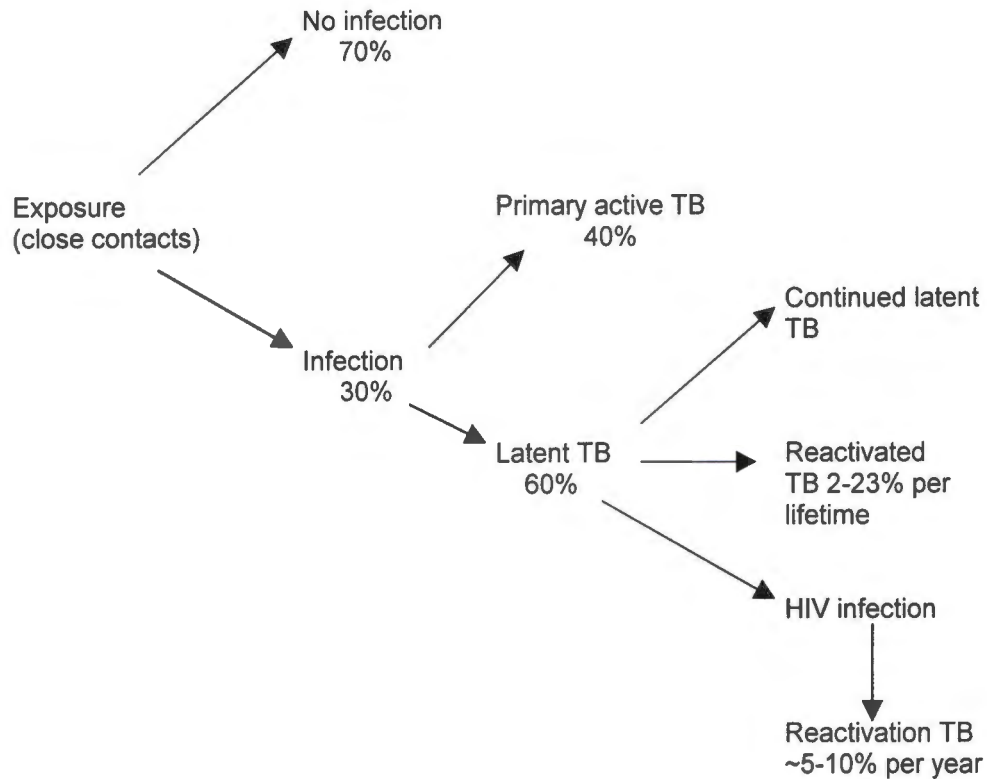 No infection
70%
Exposure
(close contacts)
Primary active TB
40%
Infection
30%
Continued latent
TB
Latent TB
60%
Reactivated
TB 2-23% per
lifetime
HIV infection
Reactivation TB
~5-10% per year